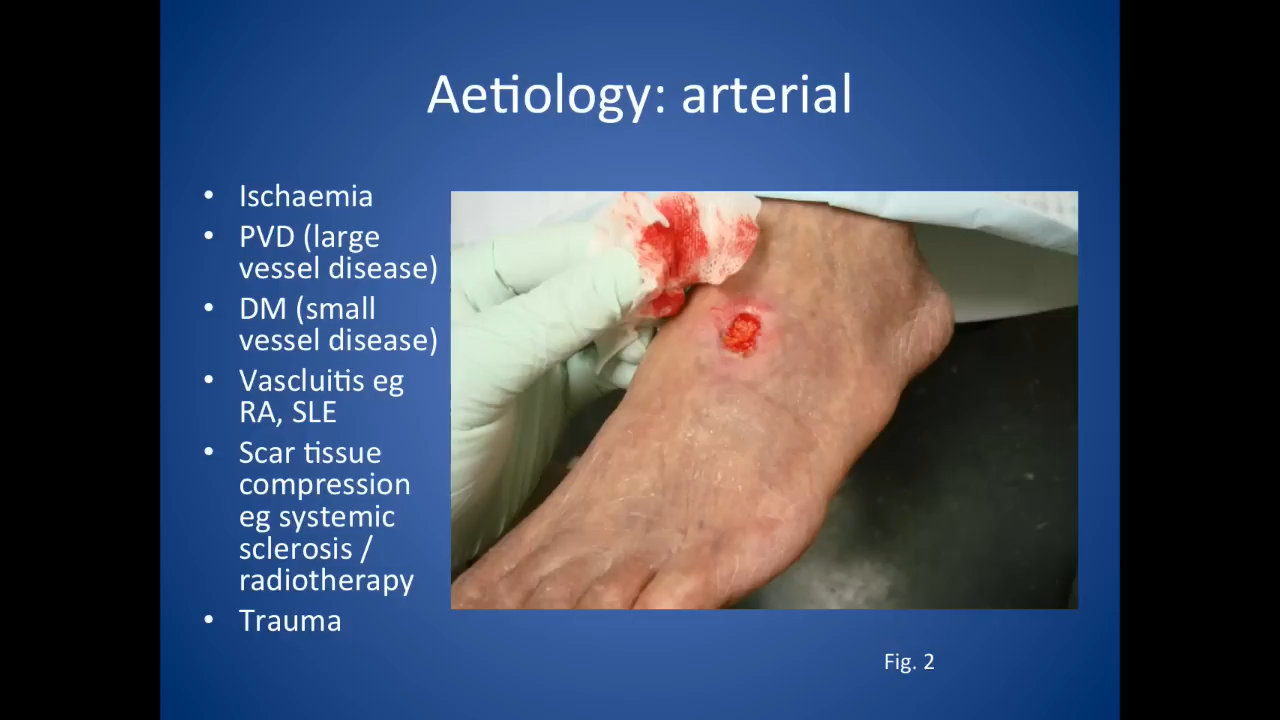 Aetiology: arterial
• Ischaemia
• PVD (large
vessel disease)
• DM (small
vessel disease)
• Vascluitis eg
RA, SLE
• Scar tissue
compression
eg systemic
sclerosis /
radiotherapy
• Trauma
Fig. 2